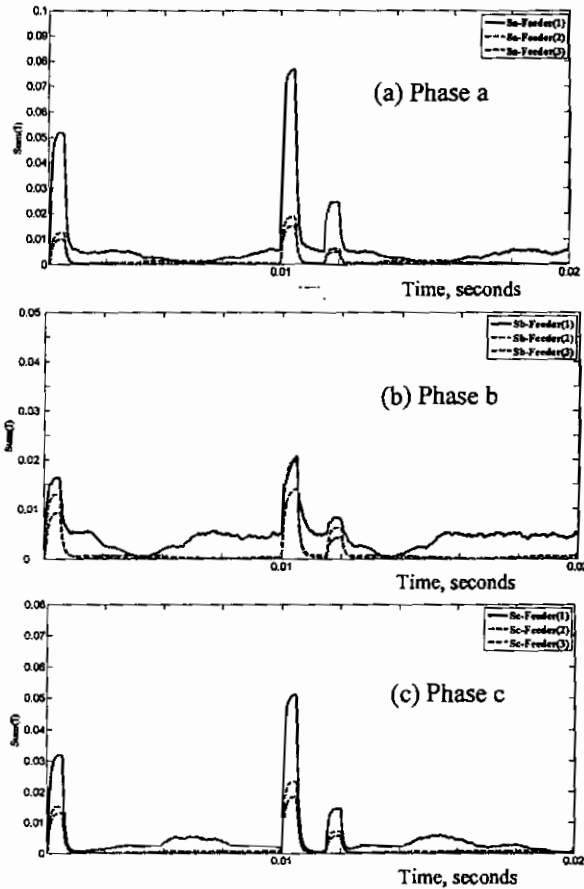 0.1
0.09
0.08
0.07
0.06
0.05
0.04
0.03
0.02
0.01
0
Sum(I)
Sa-Feeder(1)
Sa-Feeder(2)
Sa-Feeder(3)
(a) Phase a
0.01
0.02
Time, seconds
0.05
0.04
0.03
0.02
0.01
0
Sum(I)
Sb-Feeder(1)
Sb-Feeder(2)
Sb-Feeder(3)
(b) Phase b
0.01
0.02
Time, seconds
0.08
0.07
0.06
0.05
0.04
0.03
0.02
0.01
0
Sum(I)
Sc-Feeder(1)
Sc-Feeder(2)
Sc-Feeder(3)
(c) Phase c
0.01
0.02
Time, seconds